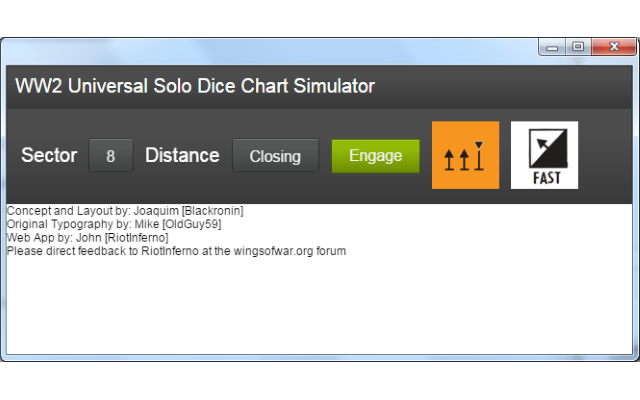 WW2 Universal Solo Dice Chart Simulator
Sector 8 Distance Closing Engage
FAST
Concept and Layout by: Joaquim [Blackronin]
Original Typography by: Mike [OldGuy59]
Web App by: John [RiotInferno]
Please direct feedback to RiotInferno at the wingsofwar.org forum